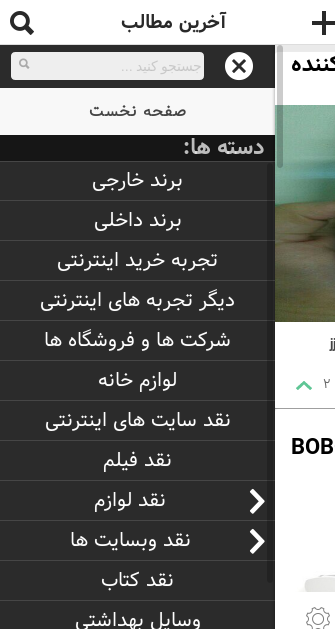 آخرین مطالب
جستجو کنید ...
کننده
صفحه نخست
دسته ها:
برند خارجی
برند داخلی
تجربه خرید اینترنتی
دیگر تجربه های اینترنتی
شرکت ها و فروشگاه ها
لوازم خانه
نقد سایت های اینترنتی
نقد فیلم
نقد لوازم
نقد وبسایت ها
نقد کتاب
وسایل بهداشتی
۲
BOB